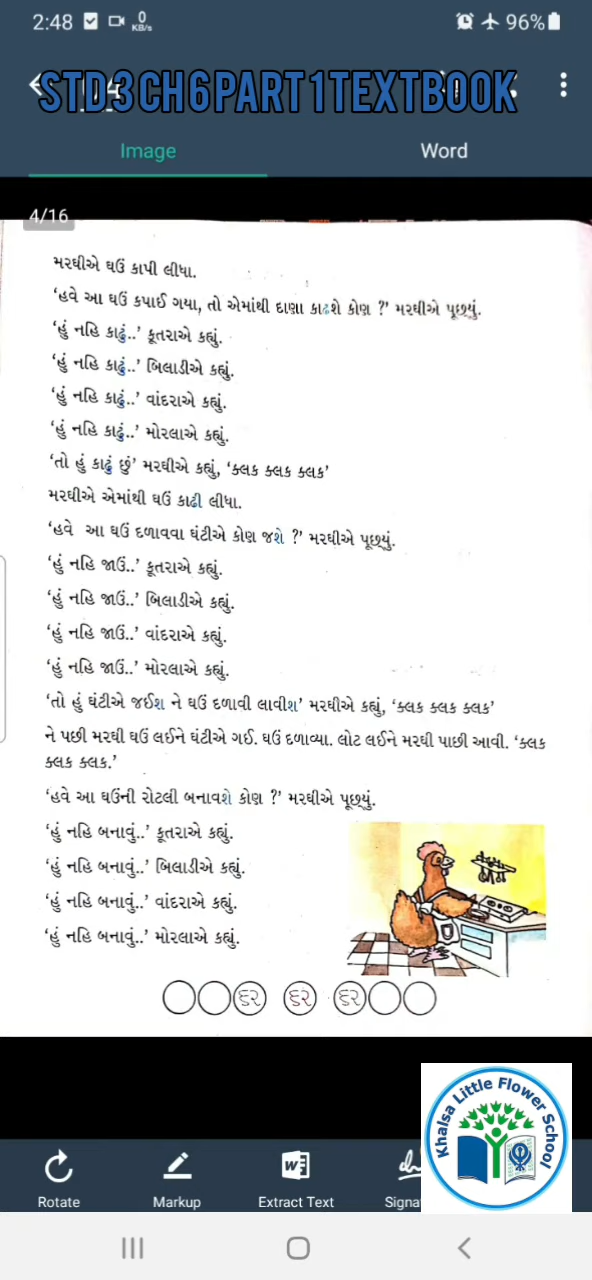 2:48 0 KB/s 96%
STD 3 CH 6 PART 1 TEXTBOOK
Image Word
4/16
મરઘીએ ઘઉં કાપી લીધા.
‘હવે આ ઘઉં કપાઈ ગયા, તો એમાંથી દાણા કાઢશે કોણ ?’ મરઘીએ પૂછ્યું.
‘હું નહિ કાઢું..’ કૂતરાએ કહ્યું.
‘હું નહિ કાઢું..’ બિલાડીએ કહ્યું.
‘હું નહિ કાઢું..’ વાંદરાએ કહ્યું.
‘હું નહિ કાઢું..’ મોરલાએ કહ્યું.
‘તો હું કાઢું છું’ મરઘીએ કહ્યું, ‘ક્લક ક્લક ક્લક’
મરઘીએ એમાંથી ઘઉં કાઢી લીધા.
‘હવે આ ઘઉં દળાવવા ઘંટીએ કોણ જશે ?’ મરઘીએ પૂછ્યું.
‘હું નહિ જાઉં..’ કૂતરાએ કહ્યું.
‘હું નહિ જાઉં..’ બિલાડીએ કહ્યું.
‘હું નહિ જાઉં..’ વાંદરાએ કહ્યું.
‘હું નહિ જાઉં..’ મોરલાએ કહ્યું.
‘તો હું ઘંટીએ જઈશ ને ઘઉં દળાવી લાવીશ’ મરઘીએ કહ્યું, ‘ક્લક ક્લક ક્લક’
ને પછી મરઘી ઘઉં લઈને ઘંટીએ ગઈ. ઘઉં દળાવ્યા. લોટ લઈને મરઘી પાછી આવી. ‘ક્લક
ક્લક ક્લક.’
‘હવે આ ઘઉંની રોટલી બનાવશે કોણ ?’ મરઘીએ પૂછ્યું.
‘હું નહિ બનાવું..’ કૂતરાએ કહ્યું.
‘હું નહિ બનાવું..’ બિલાડીએ કહ્યું.
‘હું નહિ બનાવું..’ વાંદરાએ કહ્યું.
‘હું નહિ બનાવું..’ મોરલાએ કહ્યું.
૬૨ ૬૨ ૬૨
Khalsa Little Flower School
Rotate Markup Extract Text Signa